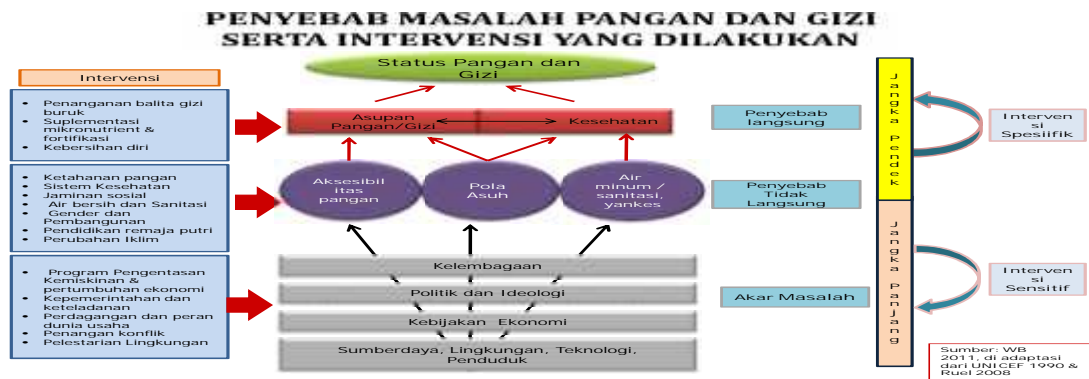 PENYEBAB MASALAH PANGAN DAN GIZI
SERTA INTERVENSI YANG DILAKUKAN
Intervensi
• Penanganan balita gizi
buruk
• Suplementasi
mikronutrient &
fortifikasi
• Kebersihan diri
• Ketahanan pangan
• Sistem Kesehatan
• Jaminan sosial
• Air bersih dan Sanitasi
• Gender dan
Pembangunan
• Pendidikan remaja putri
• Perubahan Iklim
• Program Pengentasan
Kemiskinan &
pertumbuhan ekonomi
• Kepemerintahan dan
keteladanan
• Perdagangan dan peran
dunia usaha
• Penangan konflik
• Pelestarian Lingkungan
Status Pangan dan
Gizi
Asupan
Pangan/Gizi
Kesehatan
Aksesibil
itas
pangan
Pola
Asuh
Air
minum /
sanitasi,
yankes
Kelembagaan
Politik dan Ideologi
Kebijakan Ekonomi
Sumberdaya, Lingkungan, Teknologi,
Penduduk
Penyebab
langsung
Penyebab
Tidak
Langsung
Akar Masalah
Jangka Pendek
Jangka Panjang
Interven
si
Spesiifik
Interven
si
Sensitif
Sumber: WB
2011, di adaptasi
dari UNICEF 1990 &
Ruel 2008